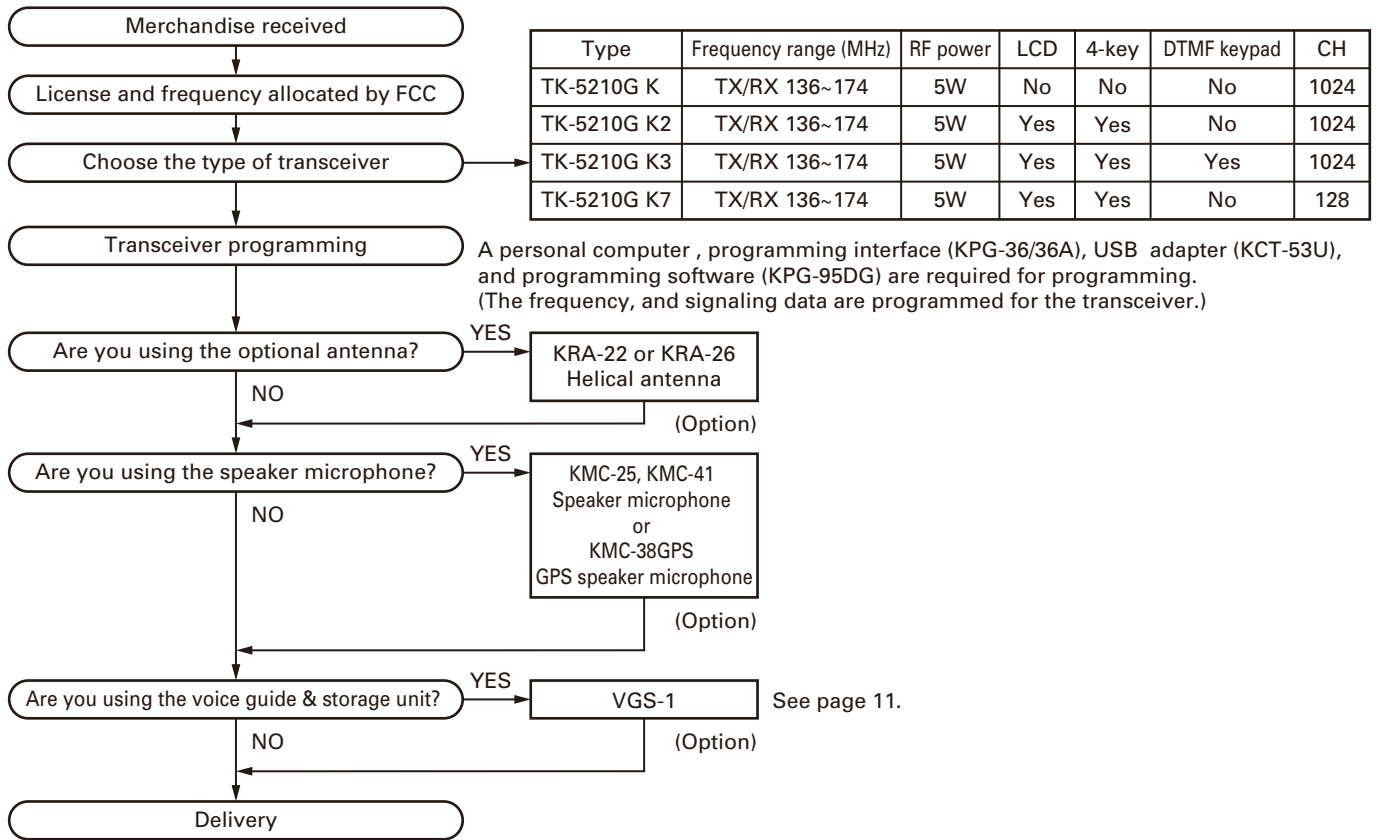 Merchandise received
License and frequency allocated by FCC
Choose the type of transceiver
Type Frequency range (MHz) RF power LCD 4-key DTMF keypad CH
TK-5210G K TX/RX 136~174 5W No No No 1024
TK-5210G K2 TX/RX 136~174 5W Yes Yes No 1024
TK-5210G K3 TX/RX 136~174 5W Yes Yes Yes 1024
TK-5210G K7 TX/RX 136~174 5W Yes Yes No 128
Transceiver programming
A personal computer , programming interface (KPG-36/36A), USB adapter (KCT-53U),
and programming software (KPG-95DG) are required for programming.
(The frequency, and signaling data are programmed for the transceiver.)
Are you using the optional antenna?
YES
KRA-22 or KRA-26
Helical antenna
(Option)
NO
Are you using the speaker microphone?
YES
KMC-25, KMC-41
Speaker microphone
or
KMC-38GPS
GPS speaker microphone
(Option)
NO
Are you using the voice guide & storage unit?
YES
VGS-1
See page 11.
(Option)
NO
Delivery